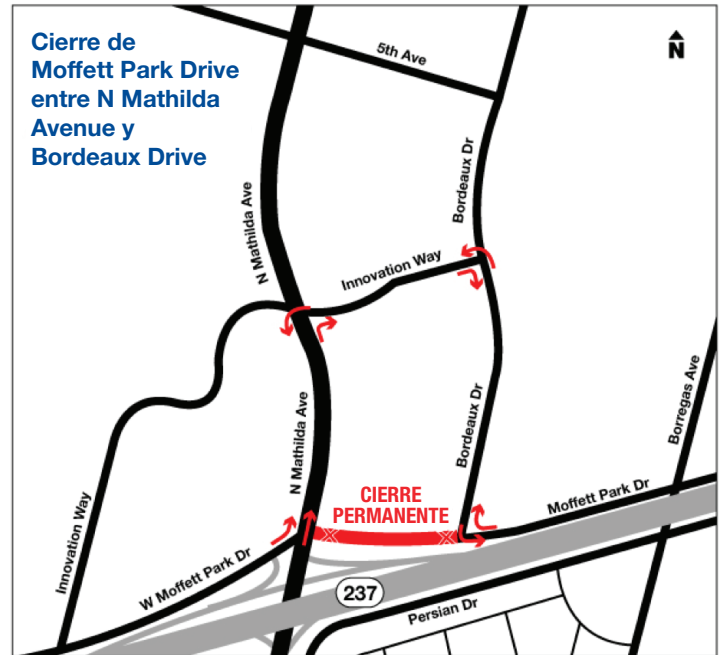 Cierre de
Moffett Park Drive
entre N Mathilda
Avenue y
Bordeaux Drive
N
5th Ave
Bordeaux Dr
N Mathilda Ave
Innovation Way
Borregas Ave
N Mathilda Ave
Bordeaux Dr
CIERRE
PERMANENTE
Moffett Park Dr
Innovation Way
W Moffett Park Dr
237
Persian Dr